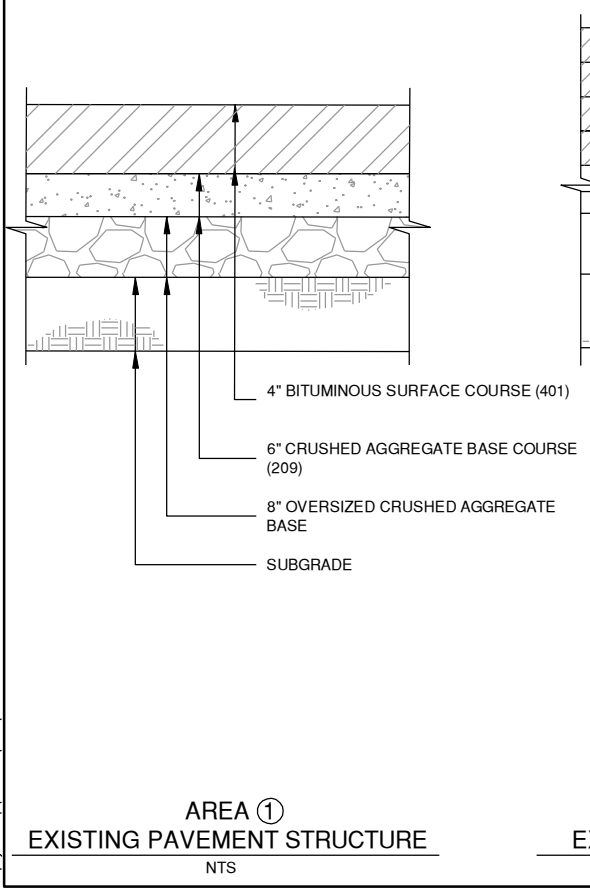 4" BITUMINOUS SURFACE COURSE (401)
6" CRUSHED AGGREGATE BASE COURSE
(209)
8" OVERSIZED CRUSHED AGGREGATE
BASE
SUBGRADE
AREA 1
EXISTING PAVEMENT STRUCTURE
NTS